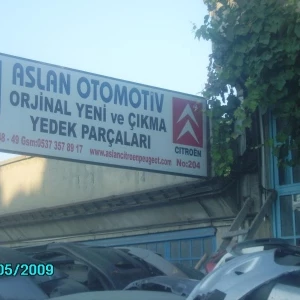 ASLAN OTOMOTİV
ORJİNAL YENİ ve ÇIKMA
YEDEK PARÇALARI
- 45 Gsm:0537 357 89 17
www.aslancitroenpeugeot.com
CITROËN
No:204
05/2009